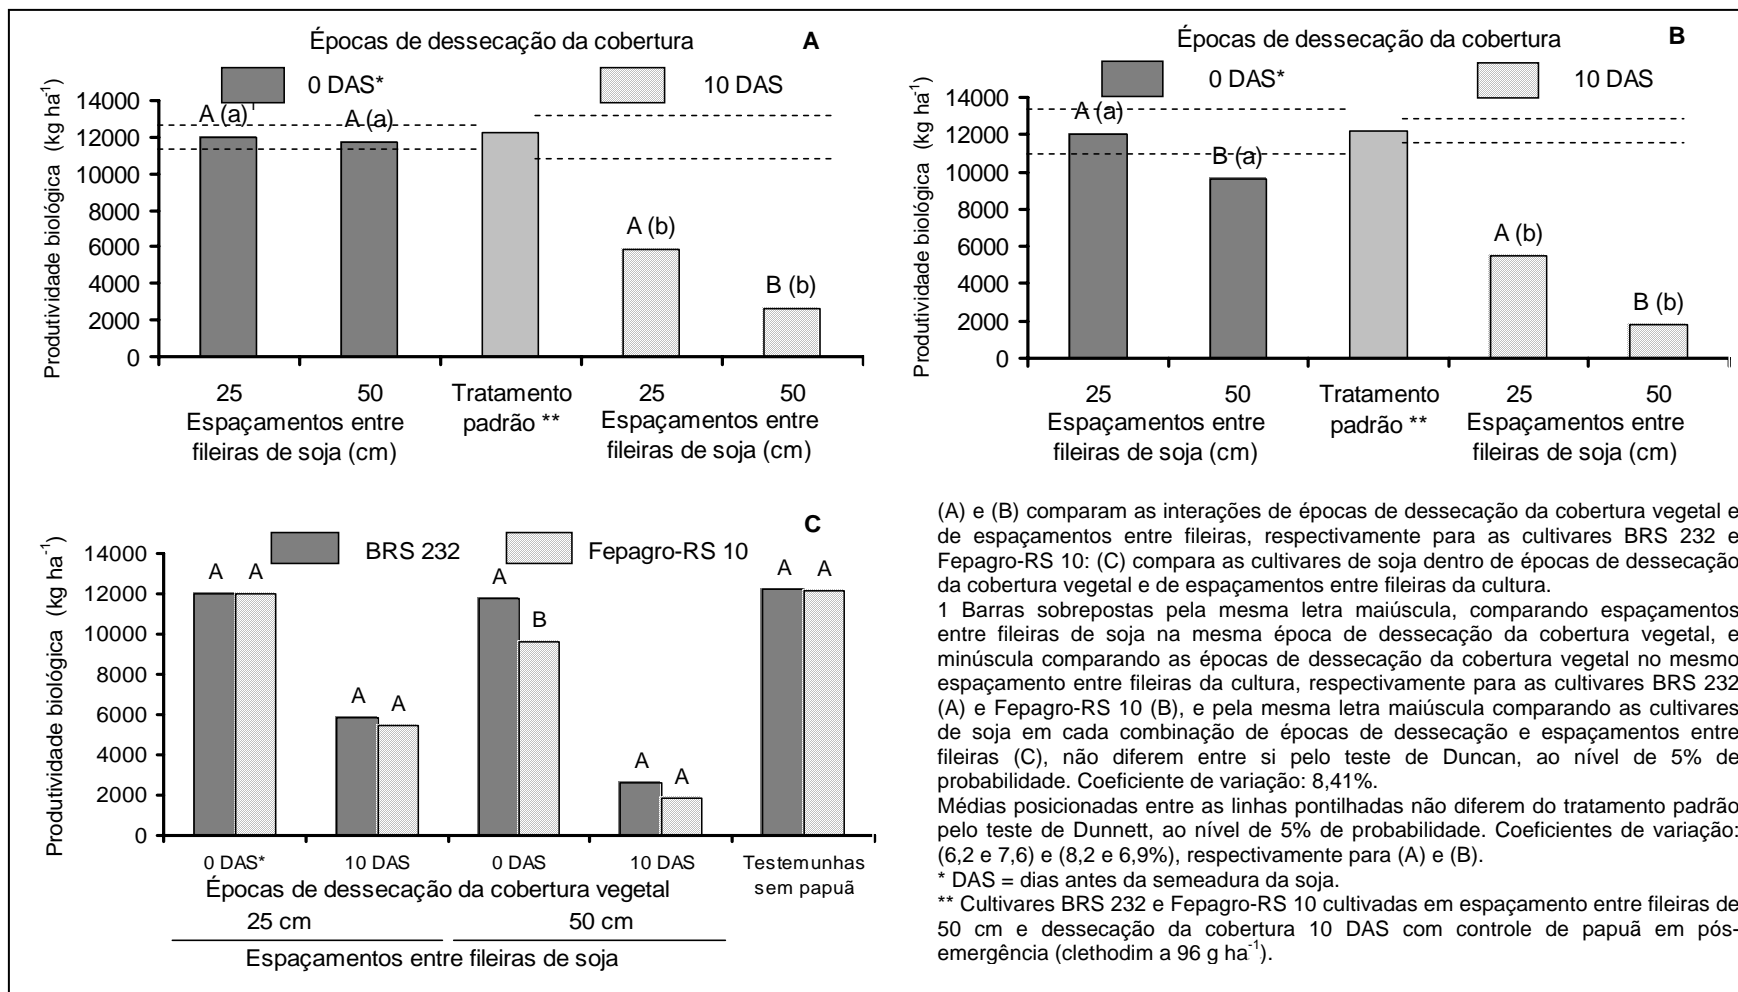 Épocas de dessecação da cobertura
A
0 DAS*
10 DAS
Produtividade biológica (kg ha-1)
14000
12000
10000
8000
6000
4000
2000
0
A (a)1
A (a)
A (b)
B (b)
25
50
Tratamento
padrão **
25
50
Espaçamentos entre
fileiras de soja (cm)
Espaçamentos entre
fileiras de soja (cm)
Épocas de dessecação da cobertura
B
0 DAS*
10 DAS
Produtividade biológica (kg ha-1)
14000
12000
10000
8000
6000
4000
2000
0
A (a)
B (a)
A (b)
B (b)
25
50
Tratamento
padrão **
25
50
Espaçamentos entre
fileiras de soja (cm)
Espaçamentos entre
fileiras de soja (cm)
C
BRS 232
Fepagro-RS 10
Produtividade biológica (kg ha-1)
14000
12000
10000
8000
6000
4000
2000
0
A A
A A
A
B
A A
A A
0 DAS*
10 DAS
0 DAS
10 DAS
Testemunhas
sem papuã
Épocas de dessecação da cobertura vegetal
25 cm
50 cm
Espaçamentos entre fileiras de soja
(A) e (B) comparam as interações de épocas de dessecação da cobertura vegetal e
de espaçamentos entre fileiras, respectivamente para as cultivares BRS 232 e
Fepagro-RS 10: (C) compara as cultivares de soja dentro de épocas de dessecação
da cobertura vegetal e de espaçamentos entre fileiras da cultura.
1 Barras sobrepostas pela mesma letra maiúscula, comparando espaçamentos
entre fileiras de soja na mesma época de dessecação da cobertura vegetal, e
minúscula comparando as épocas de dessecação da cobertura vegetal no mesmo
espaçamento entre fileiras da cultura, respectivamente para as cultivares BRS 232
(A) e Fepagro-RS 10 (B), e pela mesma letra maiúscula comparando as cultivares
de soja em cada combinação de épocas de dessecação e espaçamentos entre
fileiras (C), não diferem entre si pelo teste de Duncan, ao nível de 5% de
probabilidade. Coeficiente de variação: 8,41%.
Médias posicionadas entre as linhas pontilhadas não diferem do tratamento padrão
pelo teste de Dunnett, ao nível de 5% de probabilidade. Coeficientes de variação:
(6,2 e 7,6) e (8,2 e 6,9%), respectivamente para (A) e (B).
* DAS = dias antes da semeadura da soja.
** Cultivares BRS 232 e Fepagro-RS 10 cultivadas em espaçamento entre fileiras de
50 cm e dessecação da cobertura 10 DAS com controle de papuã em pós-
emergência (clethodim a 96 g ha-1).